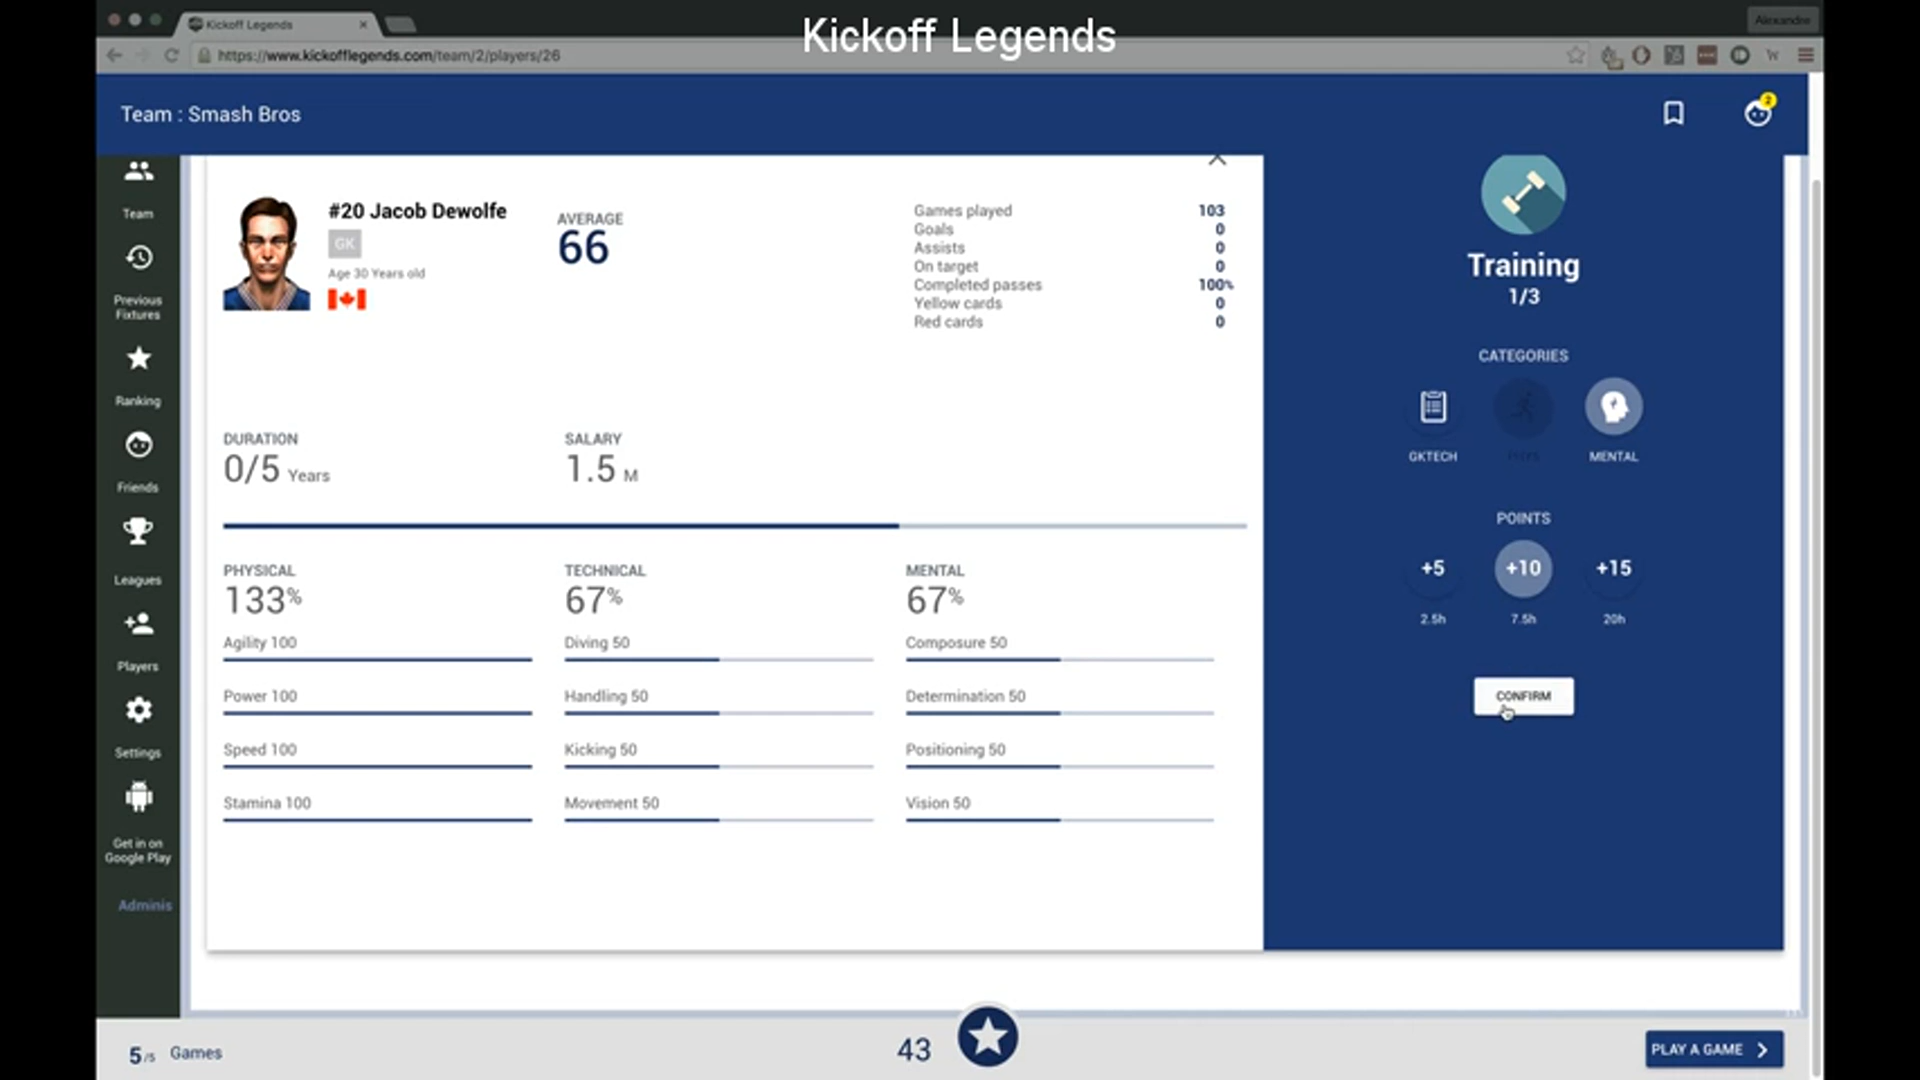 Kickoff Legends
Kickoff Legends
Alexandre
https://www.kickofflegends.com/team/2/players/26
Team : Smash Bros
2
Team
Previous
Fixtures
Ranking
Friends
Leagues
Players
Settings
Get in on
Google Play
Adminis
#20 Jacob Dewolfe
GK
Age 30 Years old
AVERAGE
66
Games played 103
Goals 0
Assists 0
On target 0
Completed passes 100%
Yellow cards 0
Red cards 0
DURATION
0/5 Years
SALARY
1.5 M
PHYSICAL
133%
Agility 100
Power 100
Speed 100
Stamina 100
TECHNICAL
67%
Diving 50
Handling 50
Kicking 50
Movement 50
MENTAL
67%
Composure 50
Determination 50
Positioning 50
Vision 50
Training
1/3
CATEGORIES
GKTECH
MENTAL
POINTS
+5 +10 +15
2.5h 7.5h 20h
CONFIRM
5/5 Games
43
PLAY A GAME